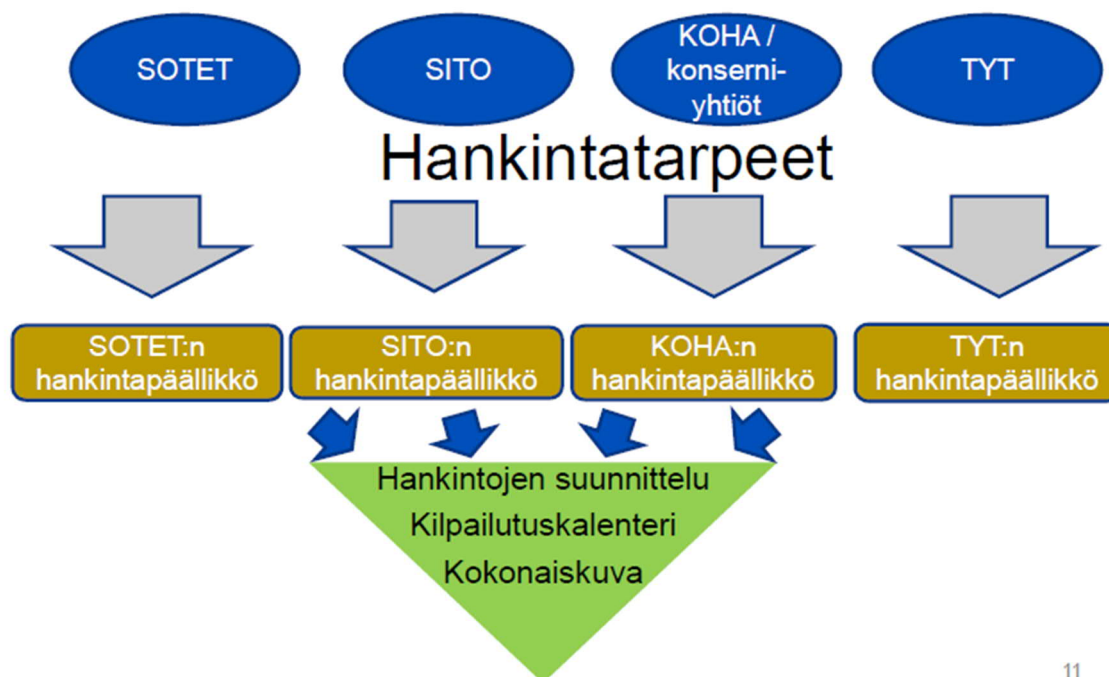 SOTET
SITO
KOHA /
konserni-
yhtiöt
TYT
Hankintatarpeet
SOTET:n
hankintapäällikkö
SITO:n
hankintapäällikkö
KOHA:n
hankintapäällikkö
TYT:n
hankintapäällikkö
Hankintojen suunnittelu
Kilpailutuskalenteri
Kokonaiskuva
11